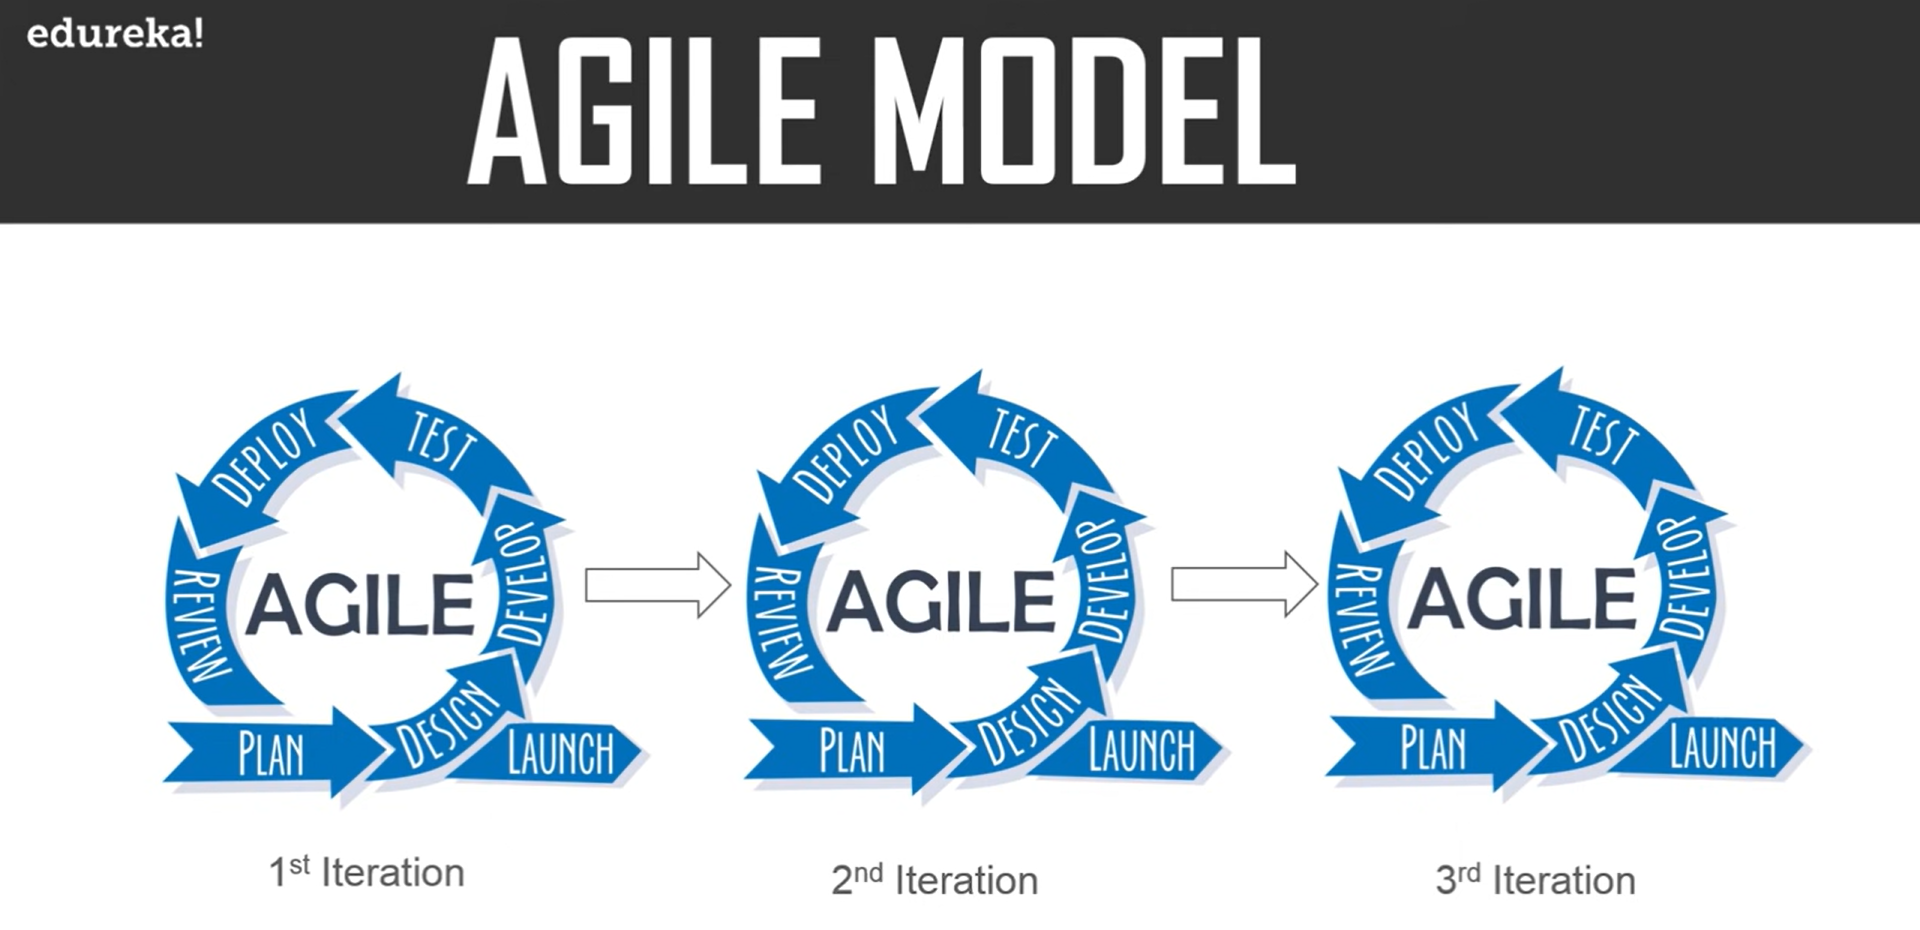 edureka!
AGILE MODEL
DEPLOY
TEST
REVIEW
AGILE
DEVELOP
PLAN
DESIGN
LAUNCH
1st Iteration
DEPLOY
TEST
REVIEW
AGILE
DEVELOP
PLAN
DESIGN
LAUNCH
2nd Iteration
DEPLOY
TEST
REVIEW
AGILE
DEVELOP
PLAN
DESIGN
LAUNCH
3rd Iteration